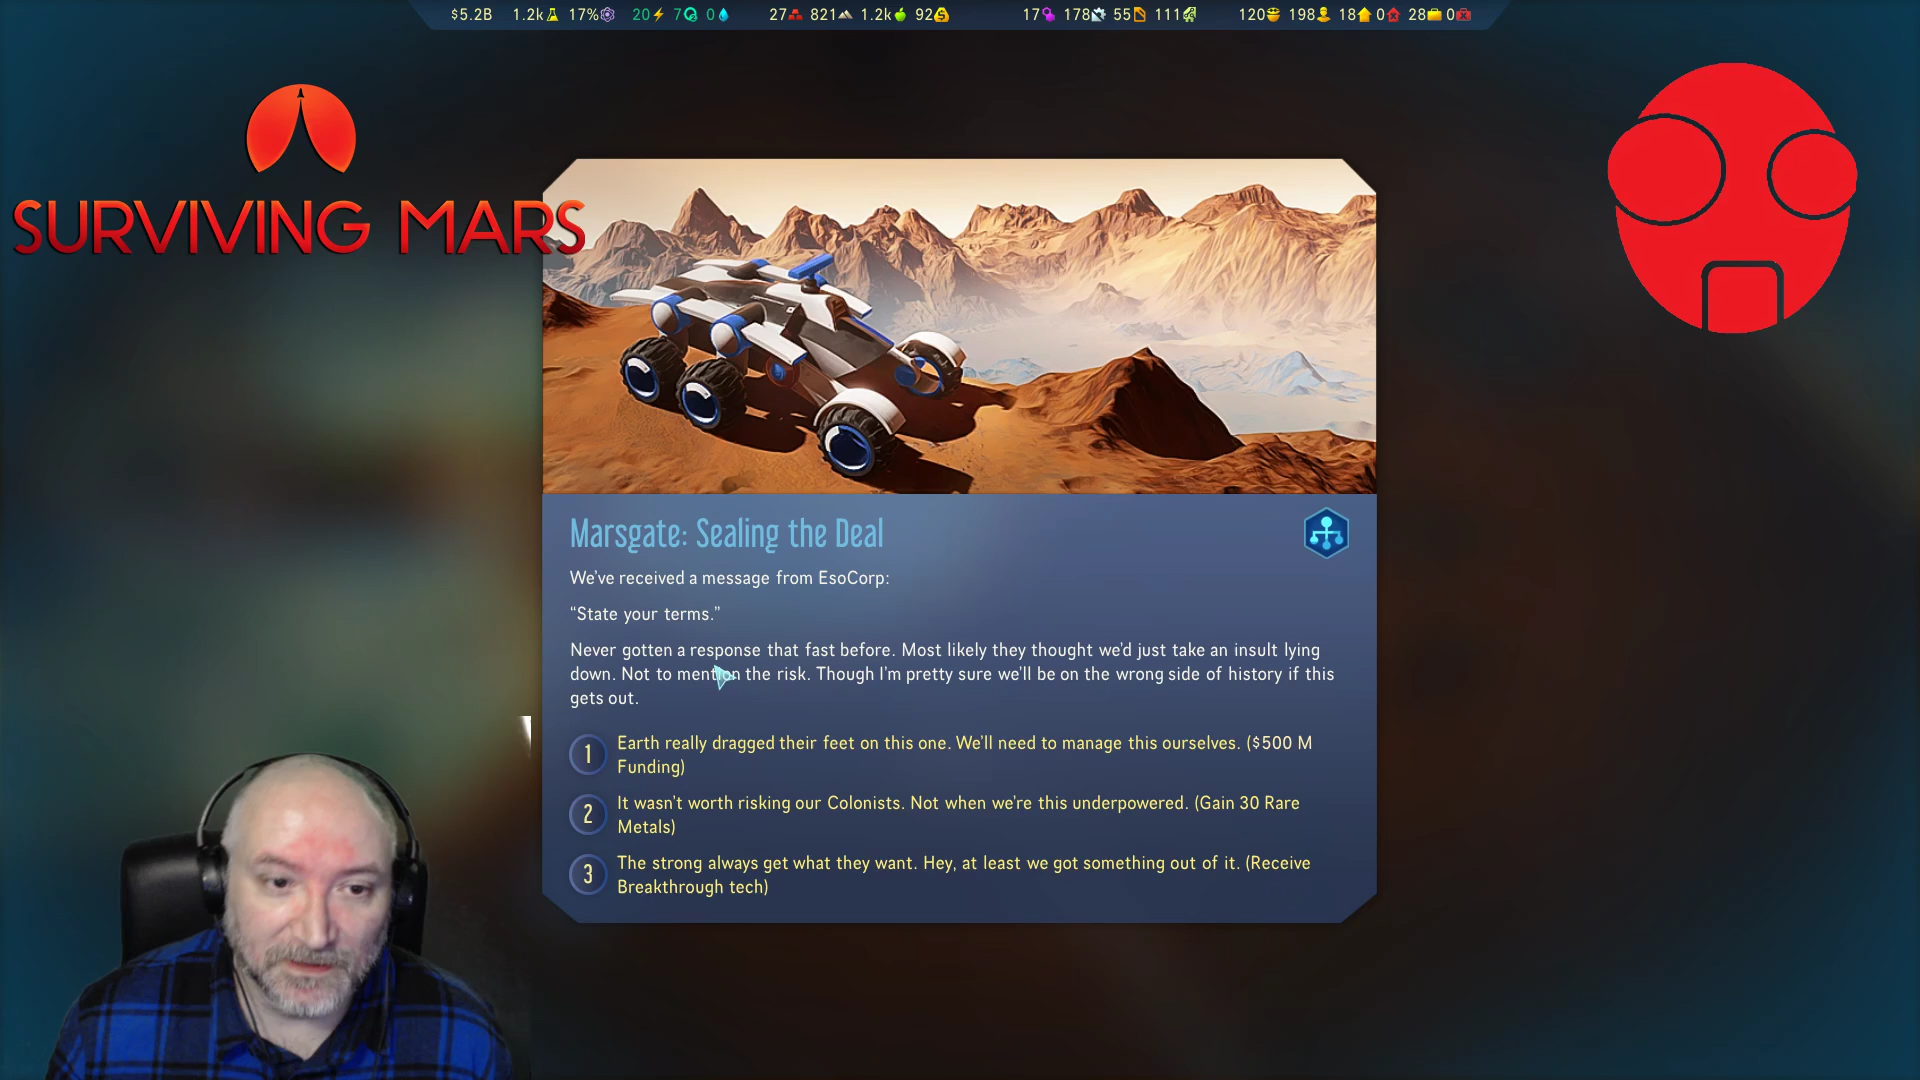 $5.2B 1.2k 17% 20 7 0 27 821 1.2k 92 17 178 55 111 120 198 18 0 28 0
SURVIVING MARS
Marsgate: Sealing the Deal
We've received a message from EsoCorp:
“State your terms.”
Never gotten a response that fast before. Most likely they thought we'd just take an insult lying
down. Not to mention the risk. Though I'm pretty sure we'll be on the wrong side of history if this
gets out.
1 Earth really dragged their feet on this one. We'll need to manage this ourselves. ($500 M
Funding)
2 It wasn't worth risking our Colonists. Not when we're this underpowered. (Gain 30 Rare
Metals)
3 The strong always get what they want. Hey, at least we got something out of it. (Receive
Breakthrough tech)